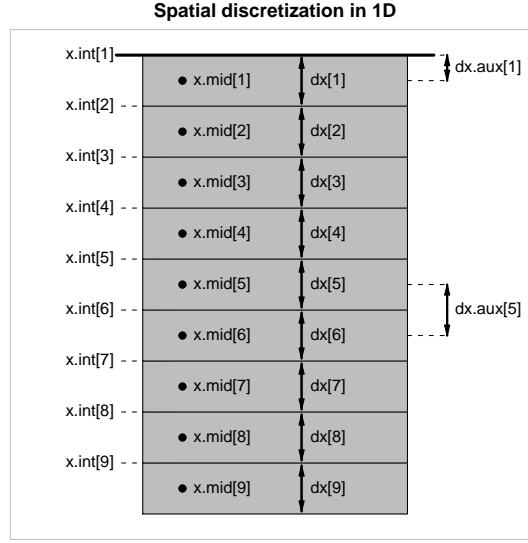 Spatial discretization in 1D
x.int[1]
dx.aux[1]
x.mid[1] dx[1]
x.int[2]
x.mid[2] dx[2]
x.int[3]
x.mid[3] dx[3]
x.int[4]
x.mid[4] dx[4]
x.int[5]
x.mid[5] dx[5]
x.int[6] dx.aux[5]
x.mid[6] dx[6]
x.int[7]
x.mid[7] dx[7]
x.int[8]
x.mid[8] dx[8]
x.int[9]
x.mid[9] dx[9]